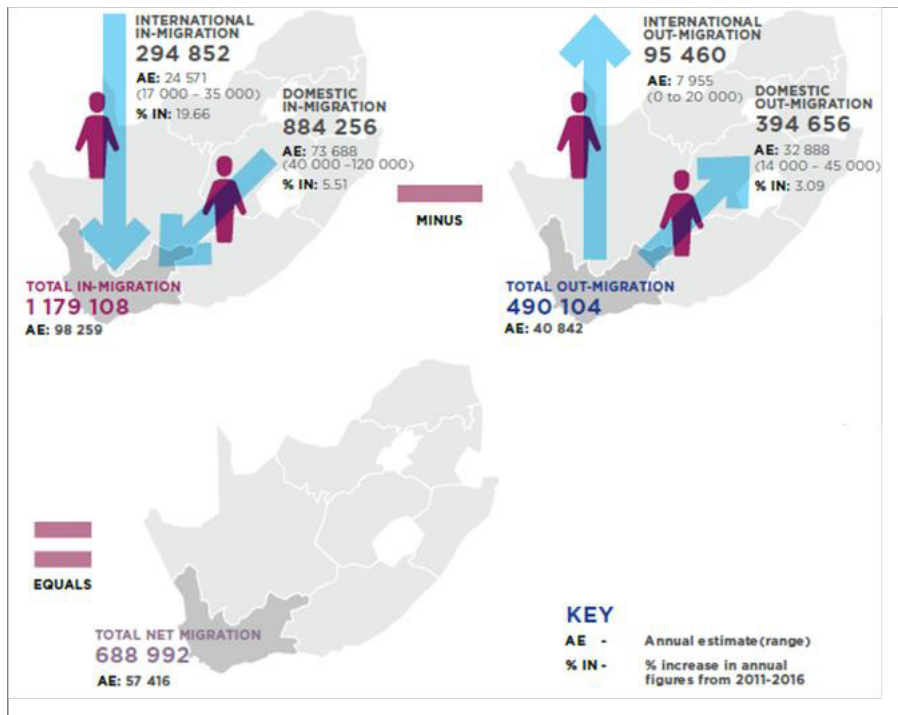 INTERNATIONAL
IN-MIGRATION
294 852
AE: 24 571
(17 000 – 35 000)
% IN: 19.66
DOMESTIC
IN-MIGRATION
884 256
AE: 73 688
(40 000 –120 000)
% IN: 5.51
TOTAL IN-MIGRATION
1 179 108
AE: 98 259
MINUS
INTERNATIONAL
OUT-MIGRATION
95 460
AE: 7 955
(0 to 20 000)
DOMESTIC
OUT-MIGRATION
394 656
AE: 32 888
(14 000 – 45 000)
% IN: 3.09
TOTAL OUT-MIGRATION
490 104
AE: 40 842
EQUALS
TOTAL NET MIGRATION
688 992
AE: 57 416
KEY
AE - Annual estimate(range)
% IN - % increase in annual
figures from 2011-2016